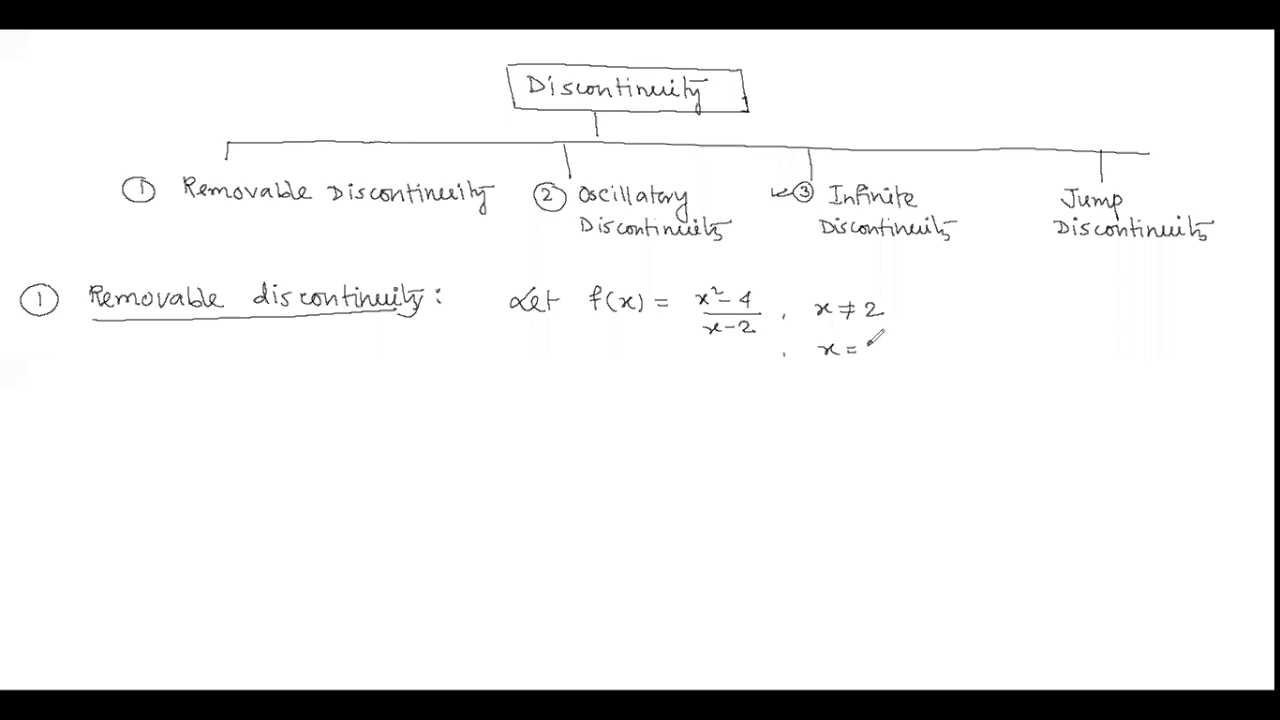 Discontinuity
① Removable Discontinuity ② Oscillatory Discontinuity ③ Infinite Discontinuity Jump Discontinuity
① Removable discontinuity: Let f(x) = x²-4 / x-2 , x ≠ 2
, x =